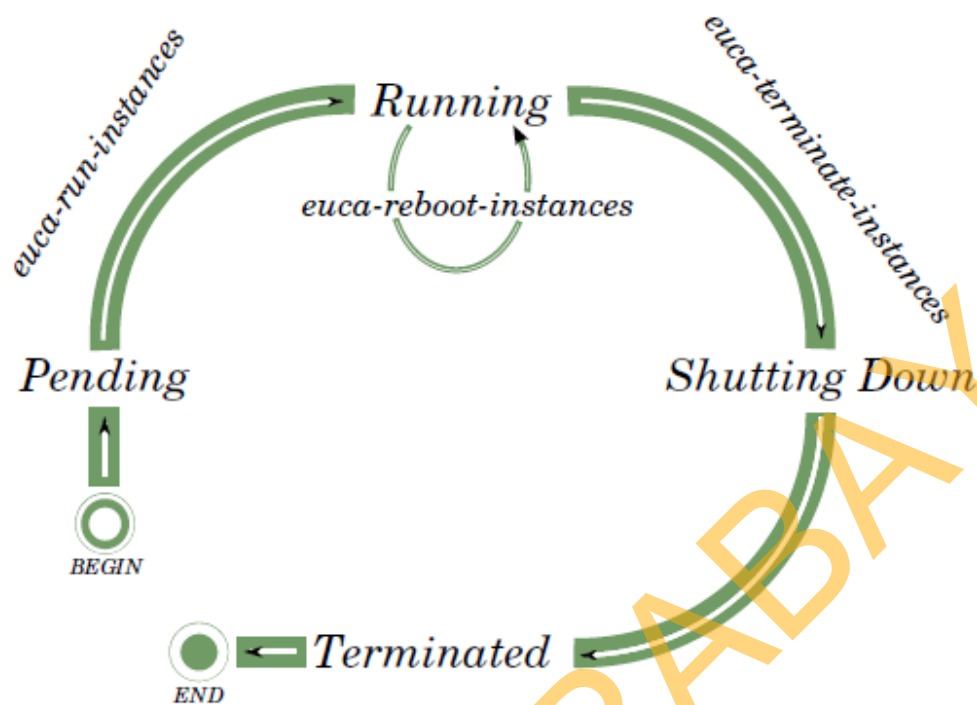 euca-run-instances
Running
euca-terminate-instances
euca-reboot-instances
Pending
Shutting Down
BEGIN
Terminated
END